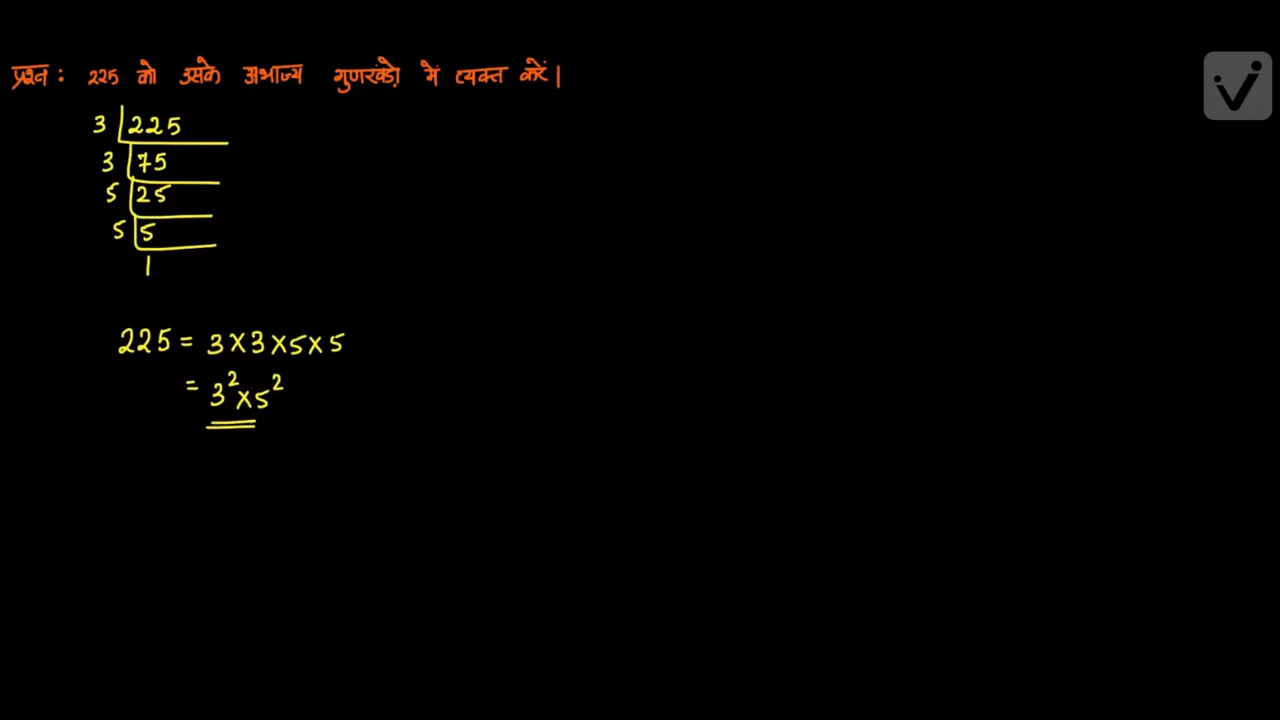 प्रश्न : 225 को उसके अभाज्य गुणखंडो में व्यक्त करें |
3 | 225
3 | 75
5 | 25
5 | 5
1
225 = 3 × 3 × 5 × 5
= 3² × 5²